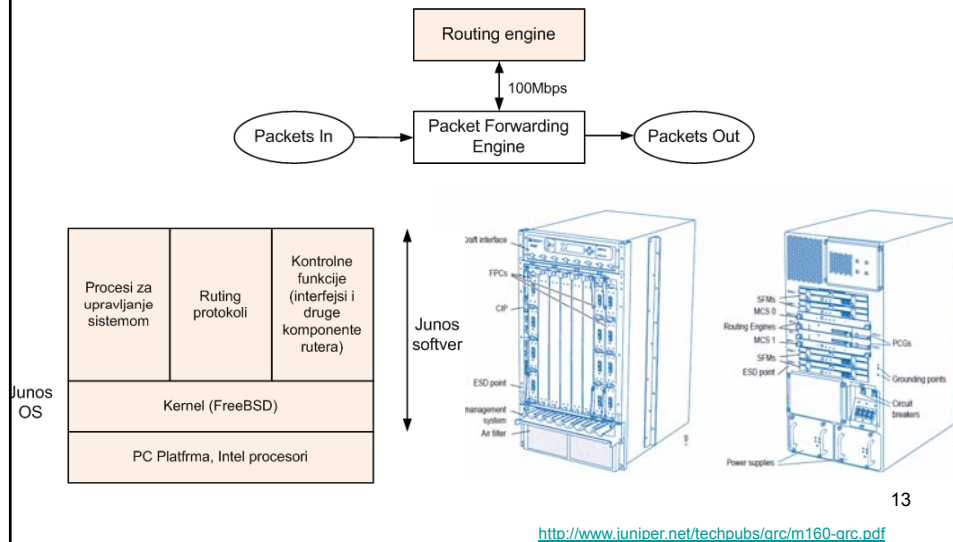 Routing engine
100Mbps
Packets In
Packet Forwarding
Engine
Packets Out
Procesi za
upravljanje
sistemom
Ruting
protokoli
Kontrolne
funkcije
(interfejsi i
druge
komponente
rutera)
Junos
softver
Junos
OS
Kernel (FreeBSD)
PC Platfrma, Intel procesori
raft interface
FPCs
CIP
ESD point
management
system
Air filter
SFMs
MCS 0
Routing Engines
MCS 1
SFMs
ESD point
PCGs
Grounding points
Circuit
breakers
Power supplies
13
http://www.juniper.net/techpubs/qrc/m160-qrc.pdf